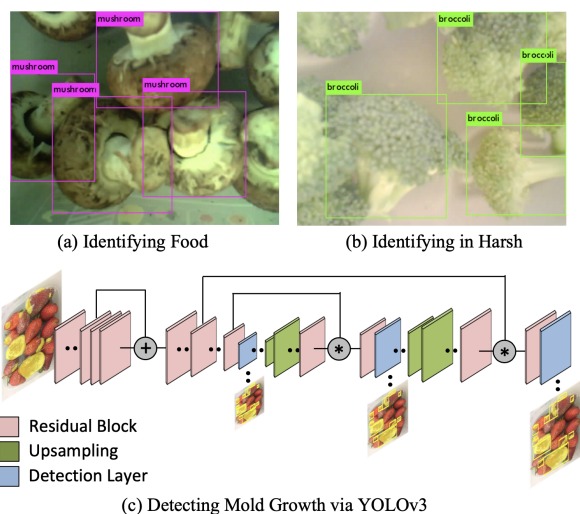 mushroom
mushroom
mushroom
mushroom
broccoli
broccoli
broccoli
broccoli
(a) Identifying Food
(b) Identifying in Harsh
+
*
*
Residual Block
Upsampling
Detection Layer
(c) Detecting Mold Growth via YOLOv3